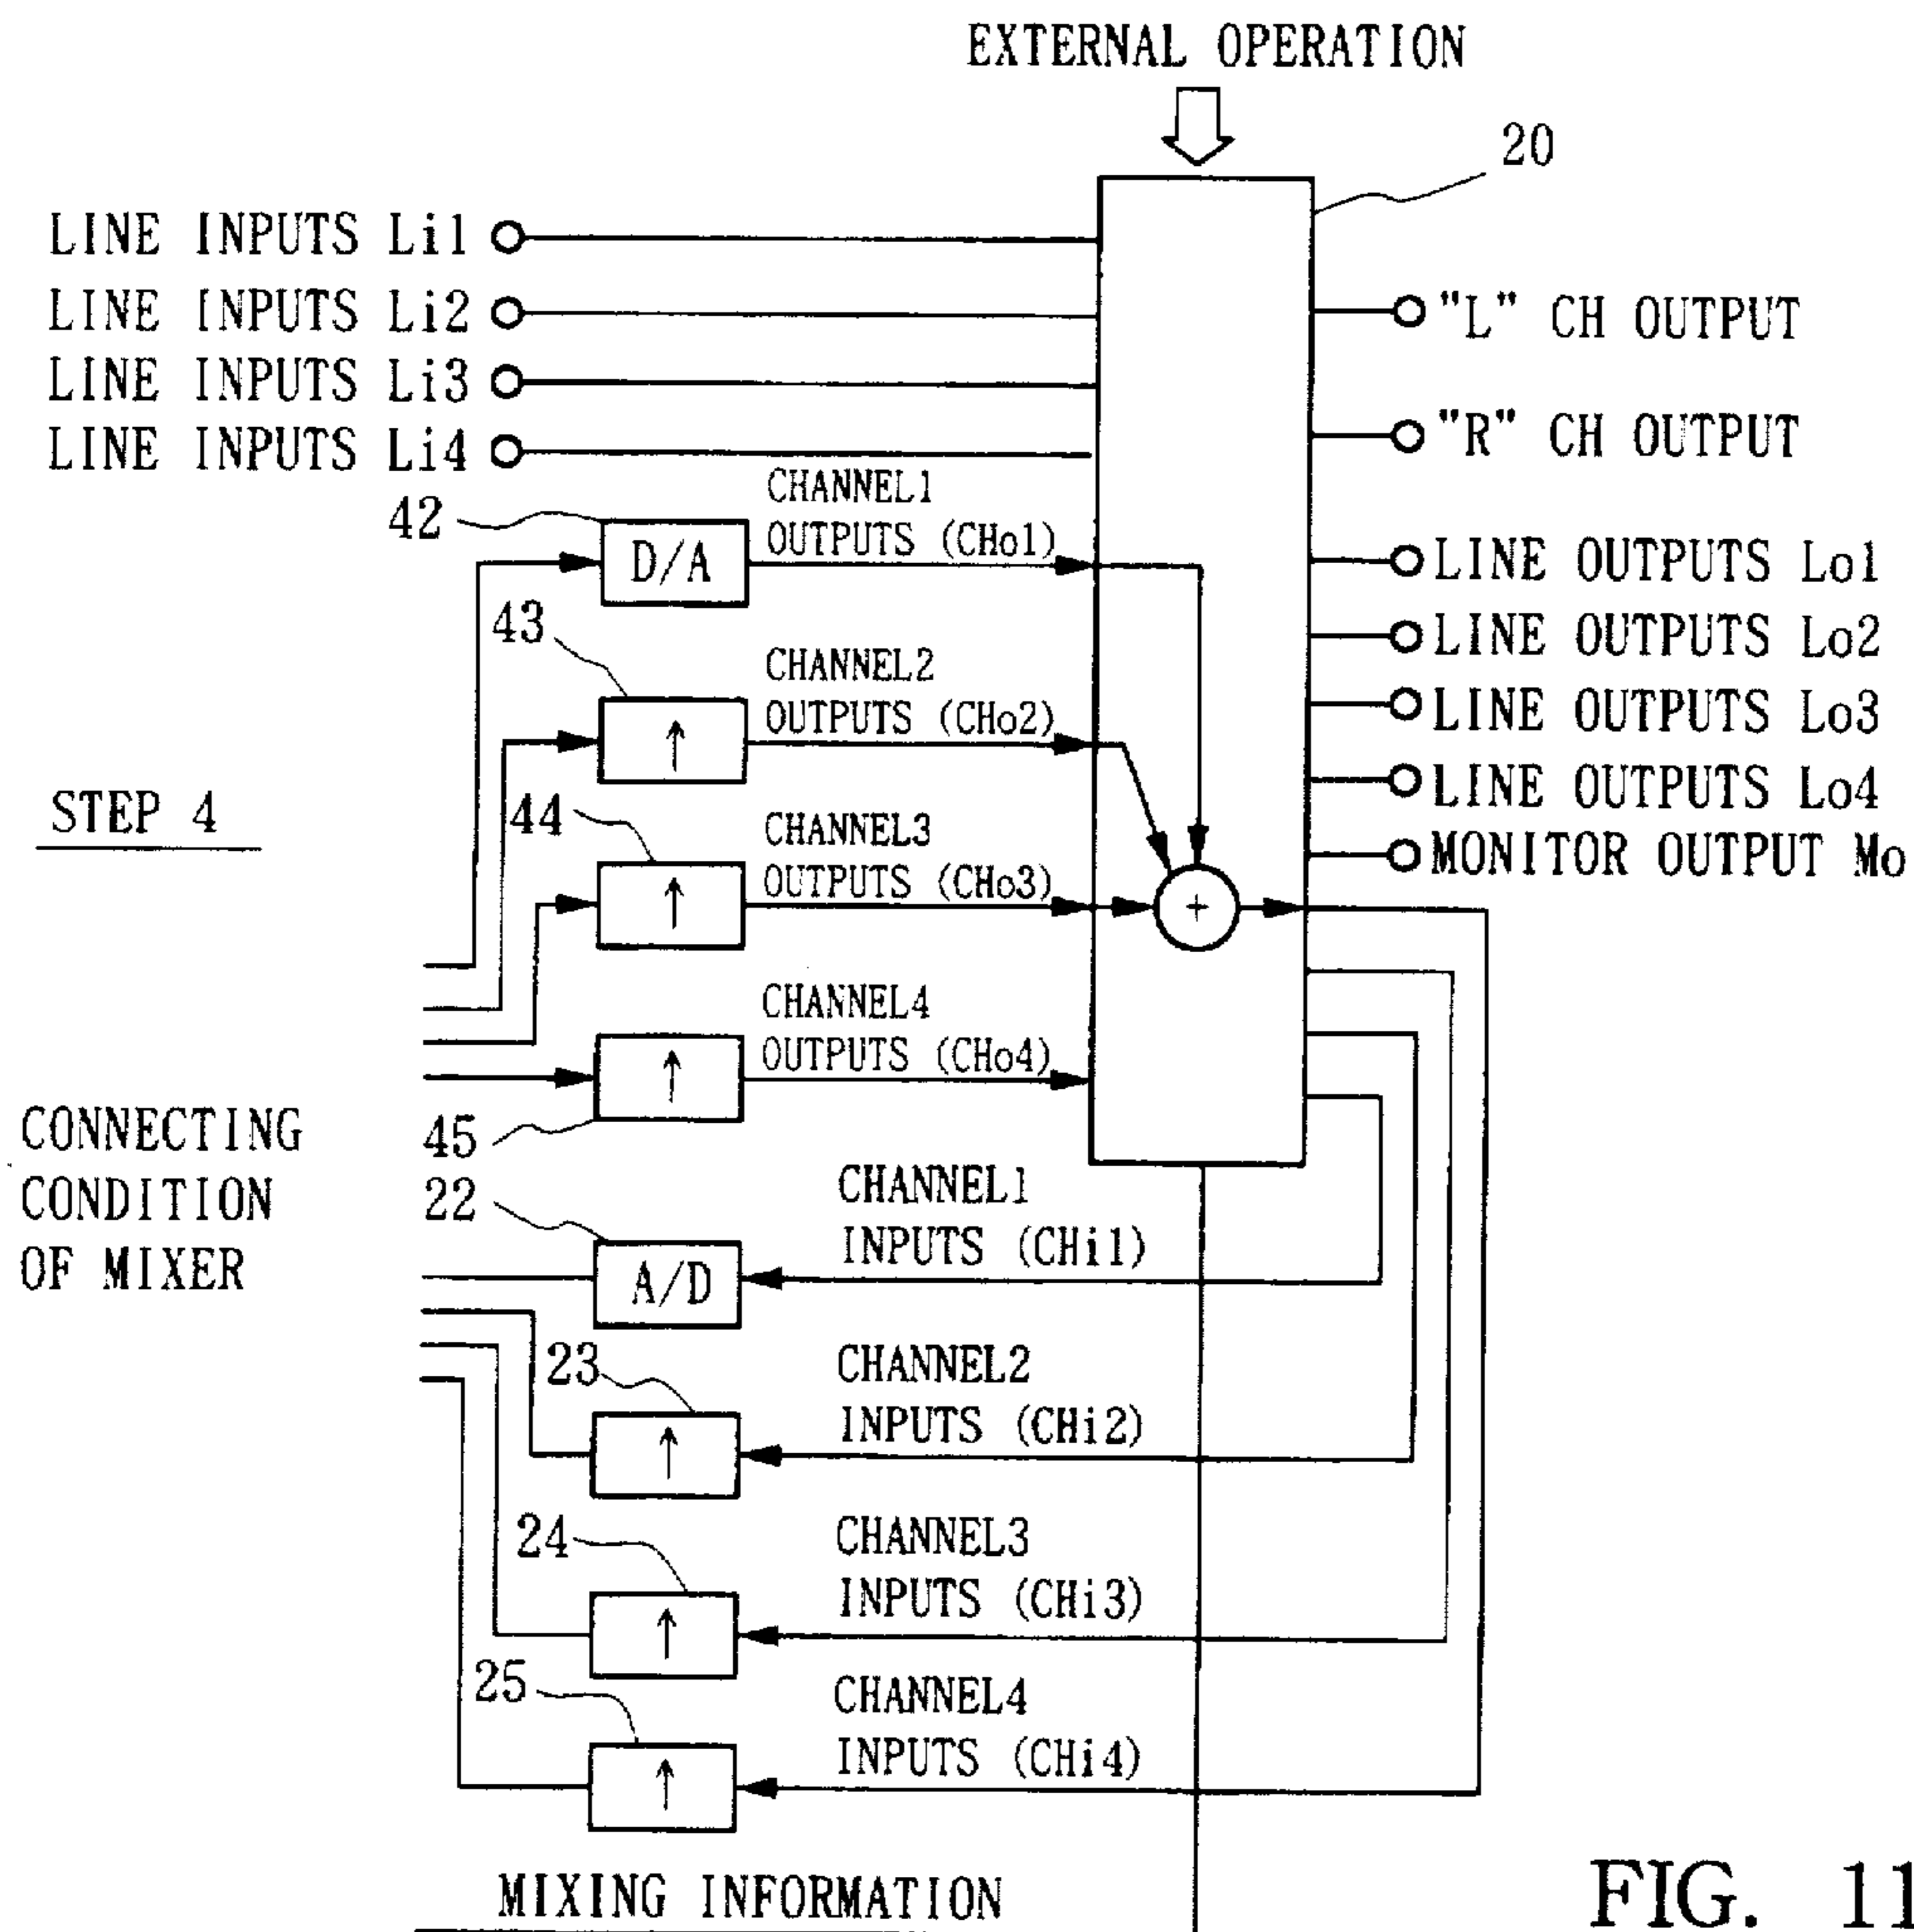 EXTERNAL OPERATION
20
LINE INPUTS Li1
LINE INPUTS Li2
LINE INPUTS Li3
LINE INPUTS Li4
"L" CH OUTPUT
"R" CH OUTPUT
LINE OUTPUTS Lo1
LINE OUTPUTS Lo2
LINE OUTPUTS Lo3
LINE OUTPUTS Lo4
MONITOR OUTPUT Mo
42
D/A
CHANNEL1
OUTPUTS (CHo1)
43
↑
CHANNEL2
OUTPUTS (CHo2)
STEP 4
44
↑
CHANNEL3
OUTPUTS (CHo3)
+
45
↑
CHANNEL4
OUTPUTS (CHo4)
CONNECTING
CONDITION
OF MIXER
22
A/D
CHANNEL1
INPUTS (CHi1)
23
↑
CHANNEL2
INPUTS (CHi2)
24
↑
CHANNEL3
INPUTS (CHi3)
25
↑
CHANNEL4
INPUTS (CHi4)
MIXING INFORMATION
FIG. 11